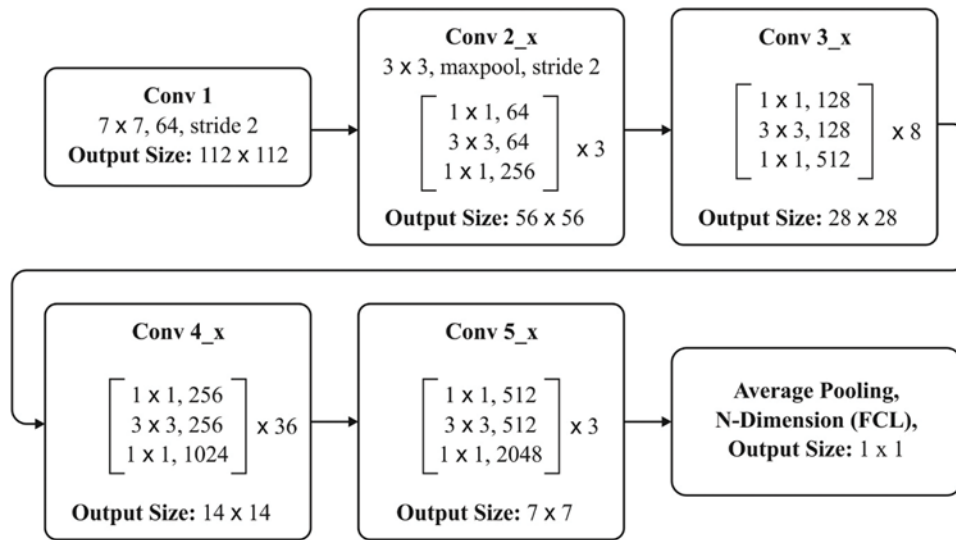 Conv 1
7 x 7, 64, stride 2
Output Size: 112 x 112
Conv 2_x
3 x 3, maxpool, stride 2
1 x 1, 64
3 x 3, 64
1 x 1, 256
x 3
Output Size: 56 x 56
Conv 3_x
1 x 1, 128
3 x 3, 128
1 x 1, 512
x 8
Output Size: 28 x 28
Conv 4_x
1 x 1, 256
3 x 3, 256
1 x 1, 1024
x 36
Output Size: 14 x 14
Conv 5_x
1 x 1, 512
3 x 3, 512
1 x 1, 2048
x 3
Output Size: 7 x 7
Average Pooling,
N-Dimension (FCL),
Output Size: 1 x 1